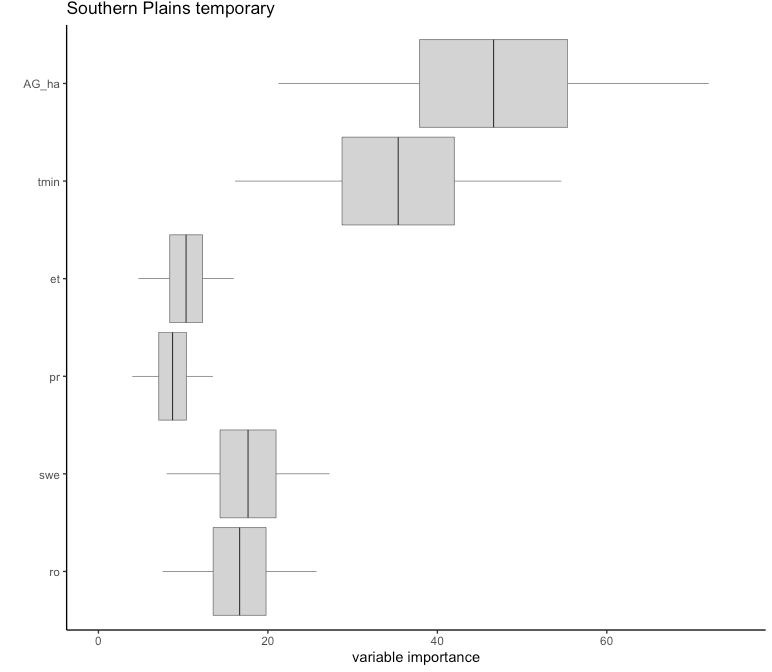 Southern Plains temporary
AG_ha
tmin
et
pr
swe
ro
0 20 40 60
variable importance